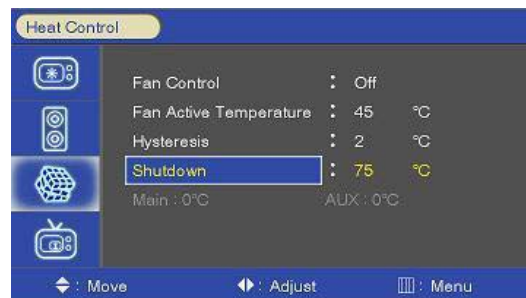 Heat Control
Fan Control : Off
Fan Active Temperature : 45 °C
Hysteresis : 2 °C
Shutdown : 75 °C
Main : 0°C AUX : 0°C
: Move : Adjust : Menu